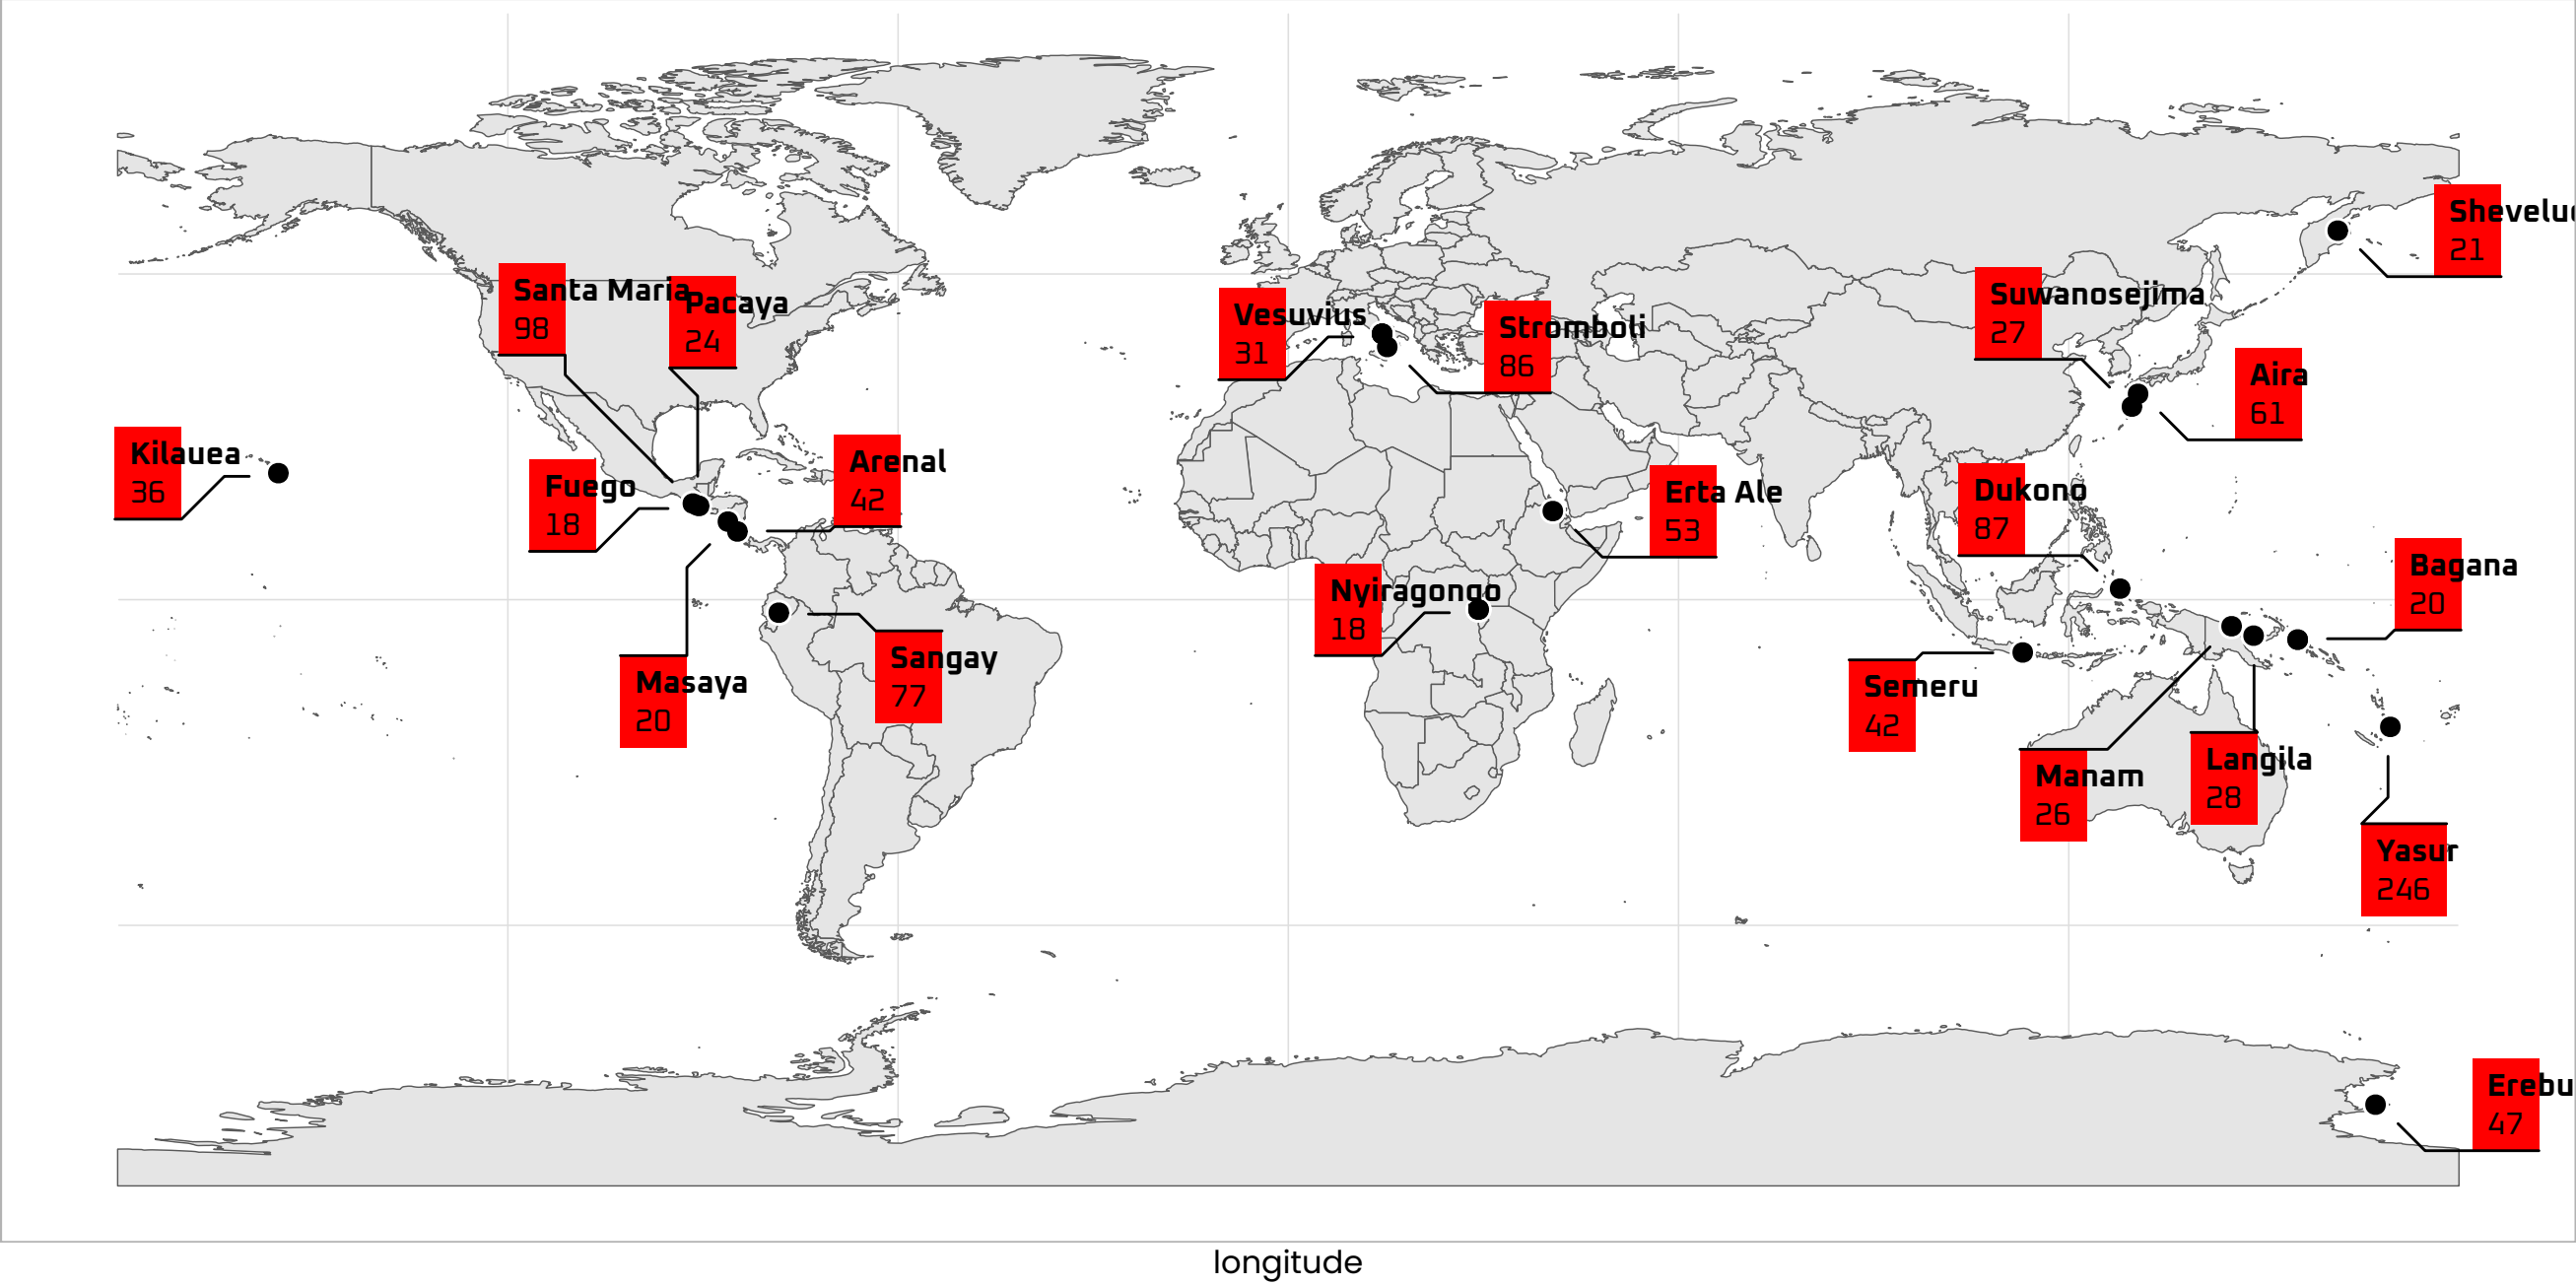 Shevelu
21
Santa Maria
98
Pacaya
24
Vesuvius
31
Stromboli
86
Suwanosejima
27
Aira
61
Kilauea
36
Fuego
18
Arenal
42
Erta Ale
53
Dukono
87
Nyiragongo
18
Bagana
20
Masaya
20
Sangay
77
Semeru
42
Manam
26
Langila
28
Yasur
246
Erebu
47
longitude